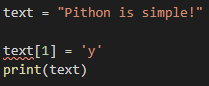 text = "Pithon is simple!"
text[1] = 'y'
print(text)